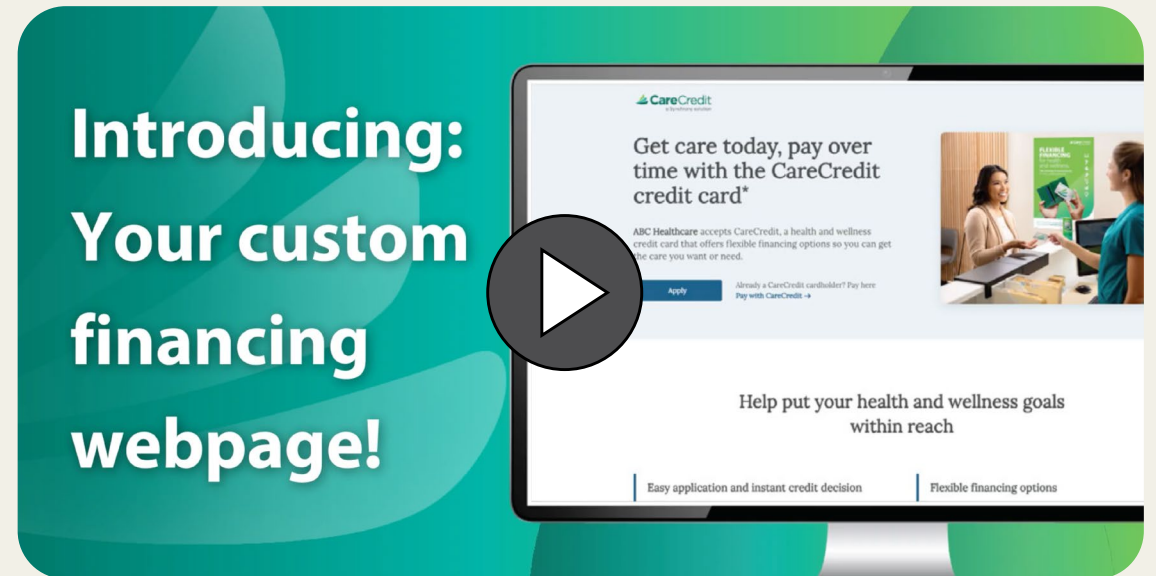 Introducing:
Your custom
financing
webpage!
CareCredit
Get care today, pay over
time with the CareCredit
credit card*
ABC Healthcare accepts CareCredit, a health and wellness
credit card that offers flexible financing options so you can get
the care you want or need.
Apply
Already a CareCredit cardholder? Pay here
Pay with CareCredit →
FLEXIBLE
FINANCING
Help put your health and wellness goals
within reach
Easy application and instant credit decision
Flexible financing options